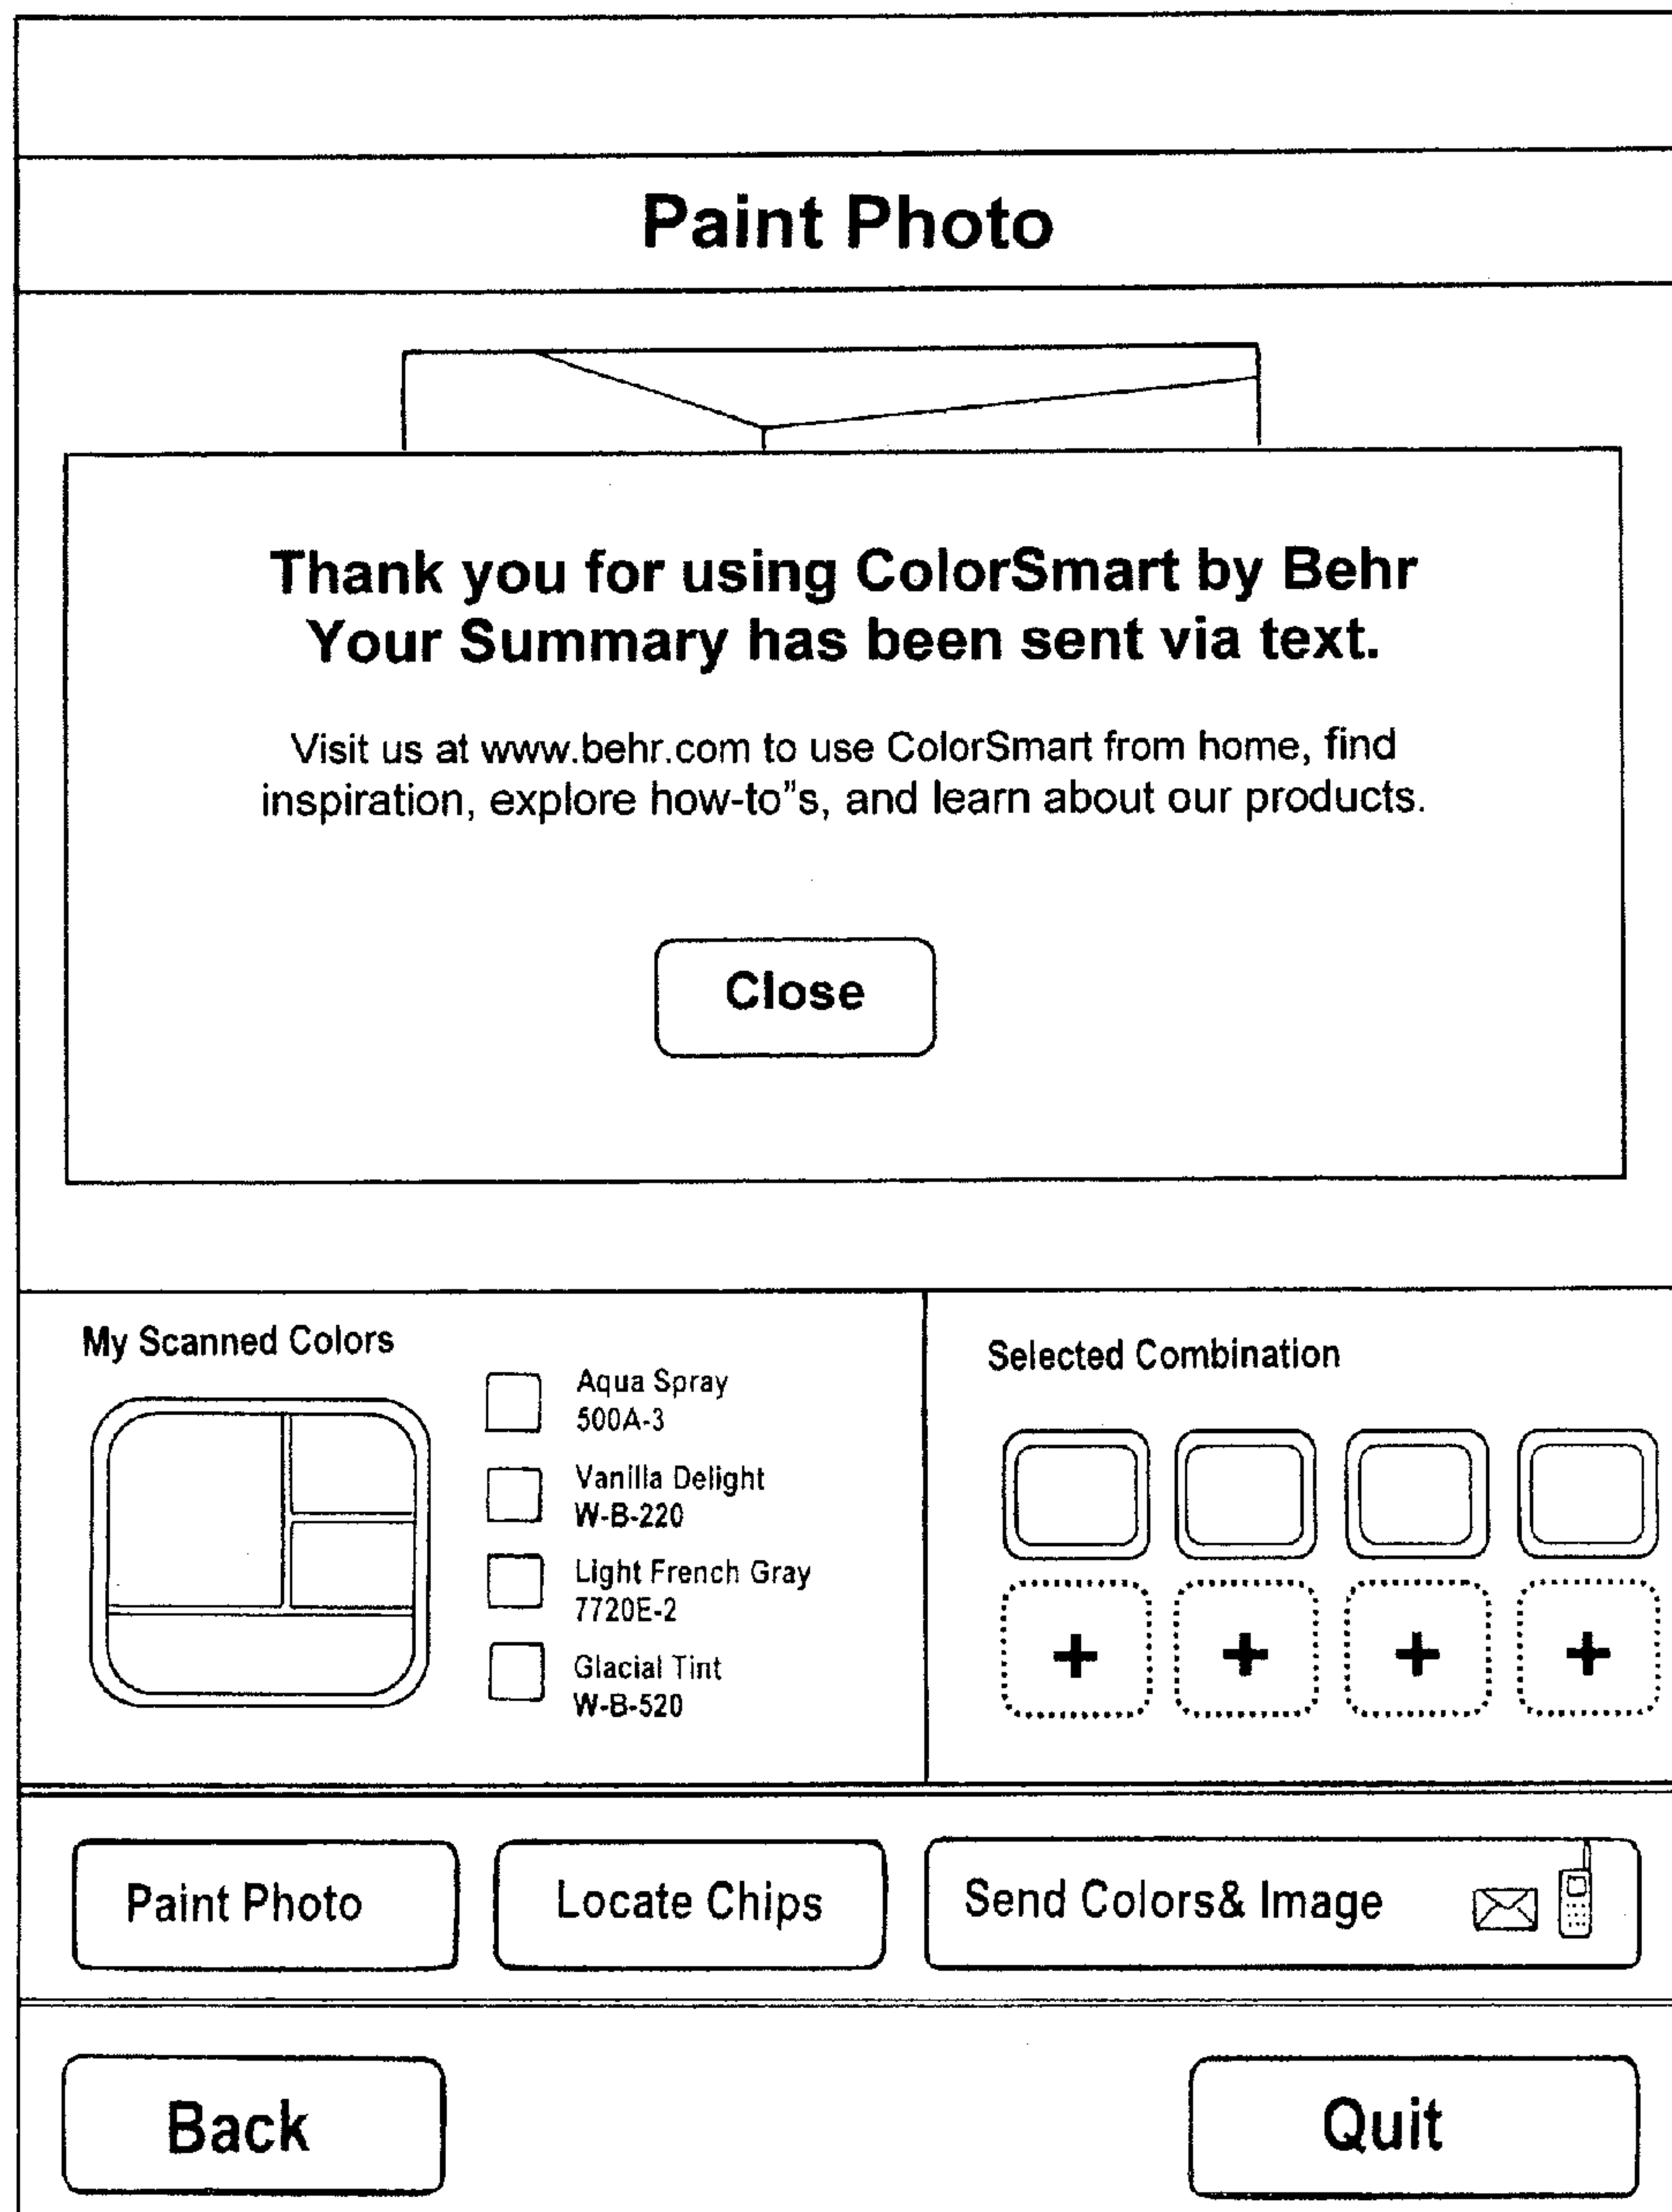 Paint Photo
Thank you for using ColorSmart by Behr
Your Summary has been sent via text.
Visit us at www.behr.com to use ColorSmart from home, find
inspiration, explore how-to"s, and learn about our products.
Close
My Scanned Colors
Aqua Spray
500A-3
Vanilla Delight
W-B-220
Light French Gray
7720E-2
Glacial Tint
W-B-520
Selected Combination
+ + + +
Paint Photo
Locate Chips
Send Colors& Image
Back
Quit